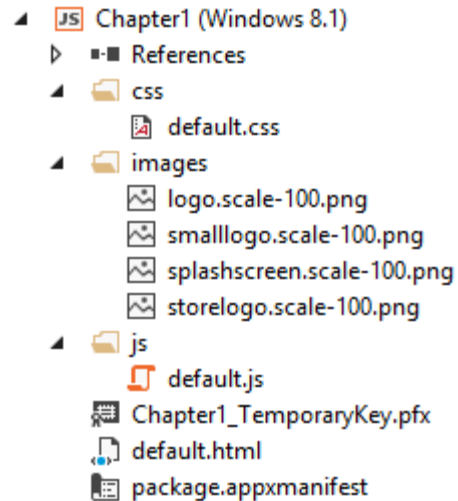 JS Chapter1 (Windows 8.1)
References
css
default.css
images
logo.scale-100.png
smalllogo.scale-100.png
splashscreen.scale-100.png
storelogo.scale-100.png
js
default.js
Chapter1_TemporaryKey.pfx
default.html
package.appxmanifest